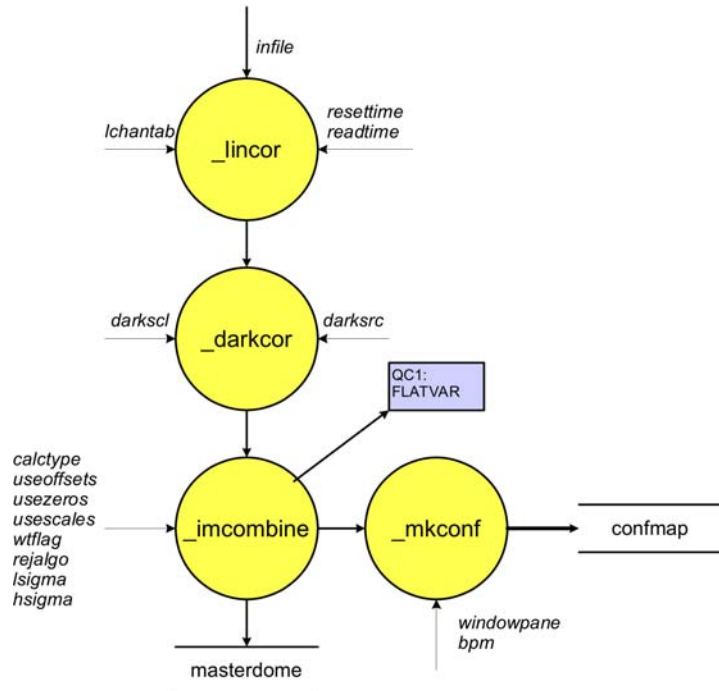 infile
lchantab
resettime
readtime
_lincor
darkscl
darksrc
_darkcor
QC1:
FLATVAR
calctype
useoffsets
usezeros
usescales
wtflag
rejalgo
lsigma
hsigma
_imcombine
_mkconf
confmap
windowpane
bpm
masterdome